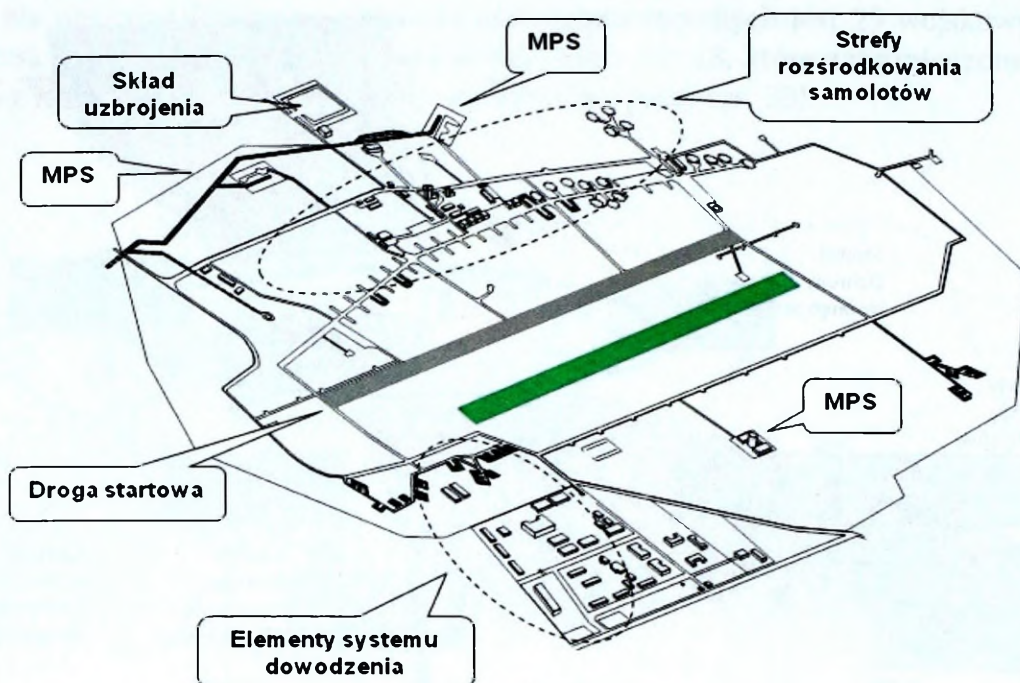 MPS
Strefy
rozśrodkowania
samolotów
Skład
uzbrojenia
MPS
MPS
Droga startowa
Elementy systemu
dowodzenia